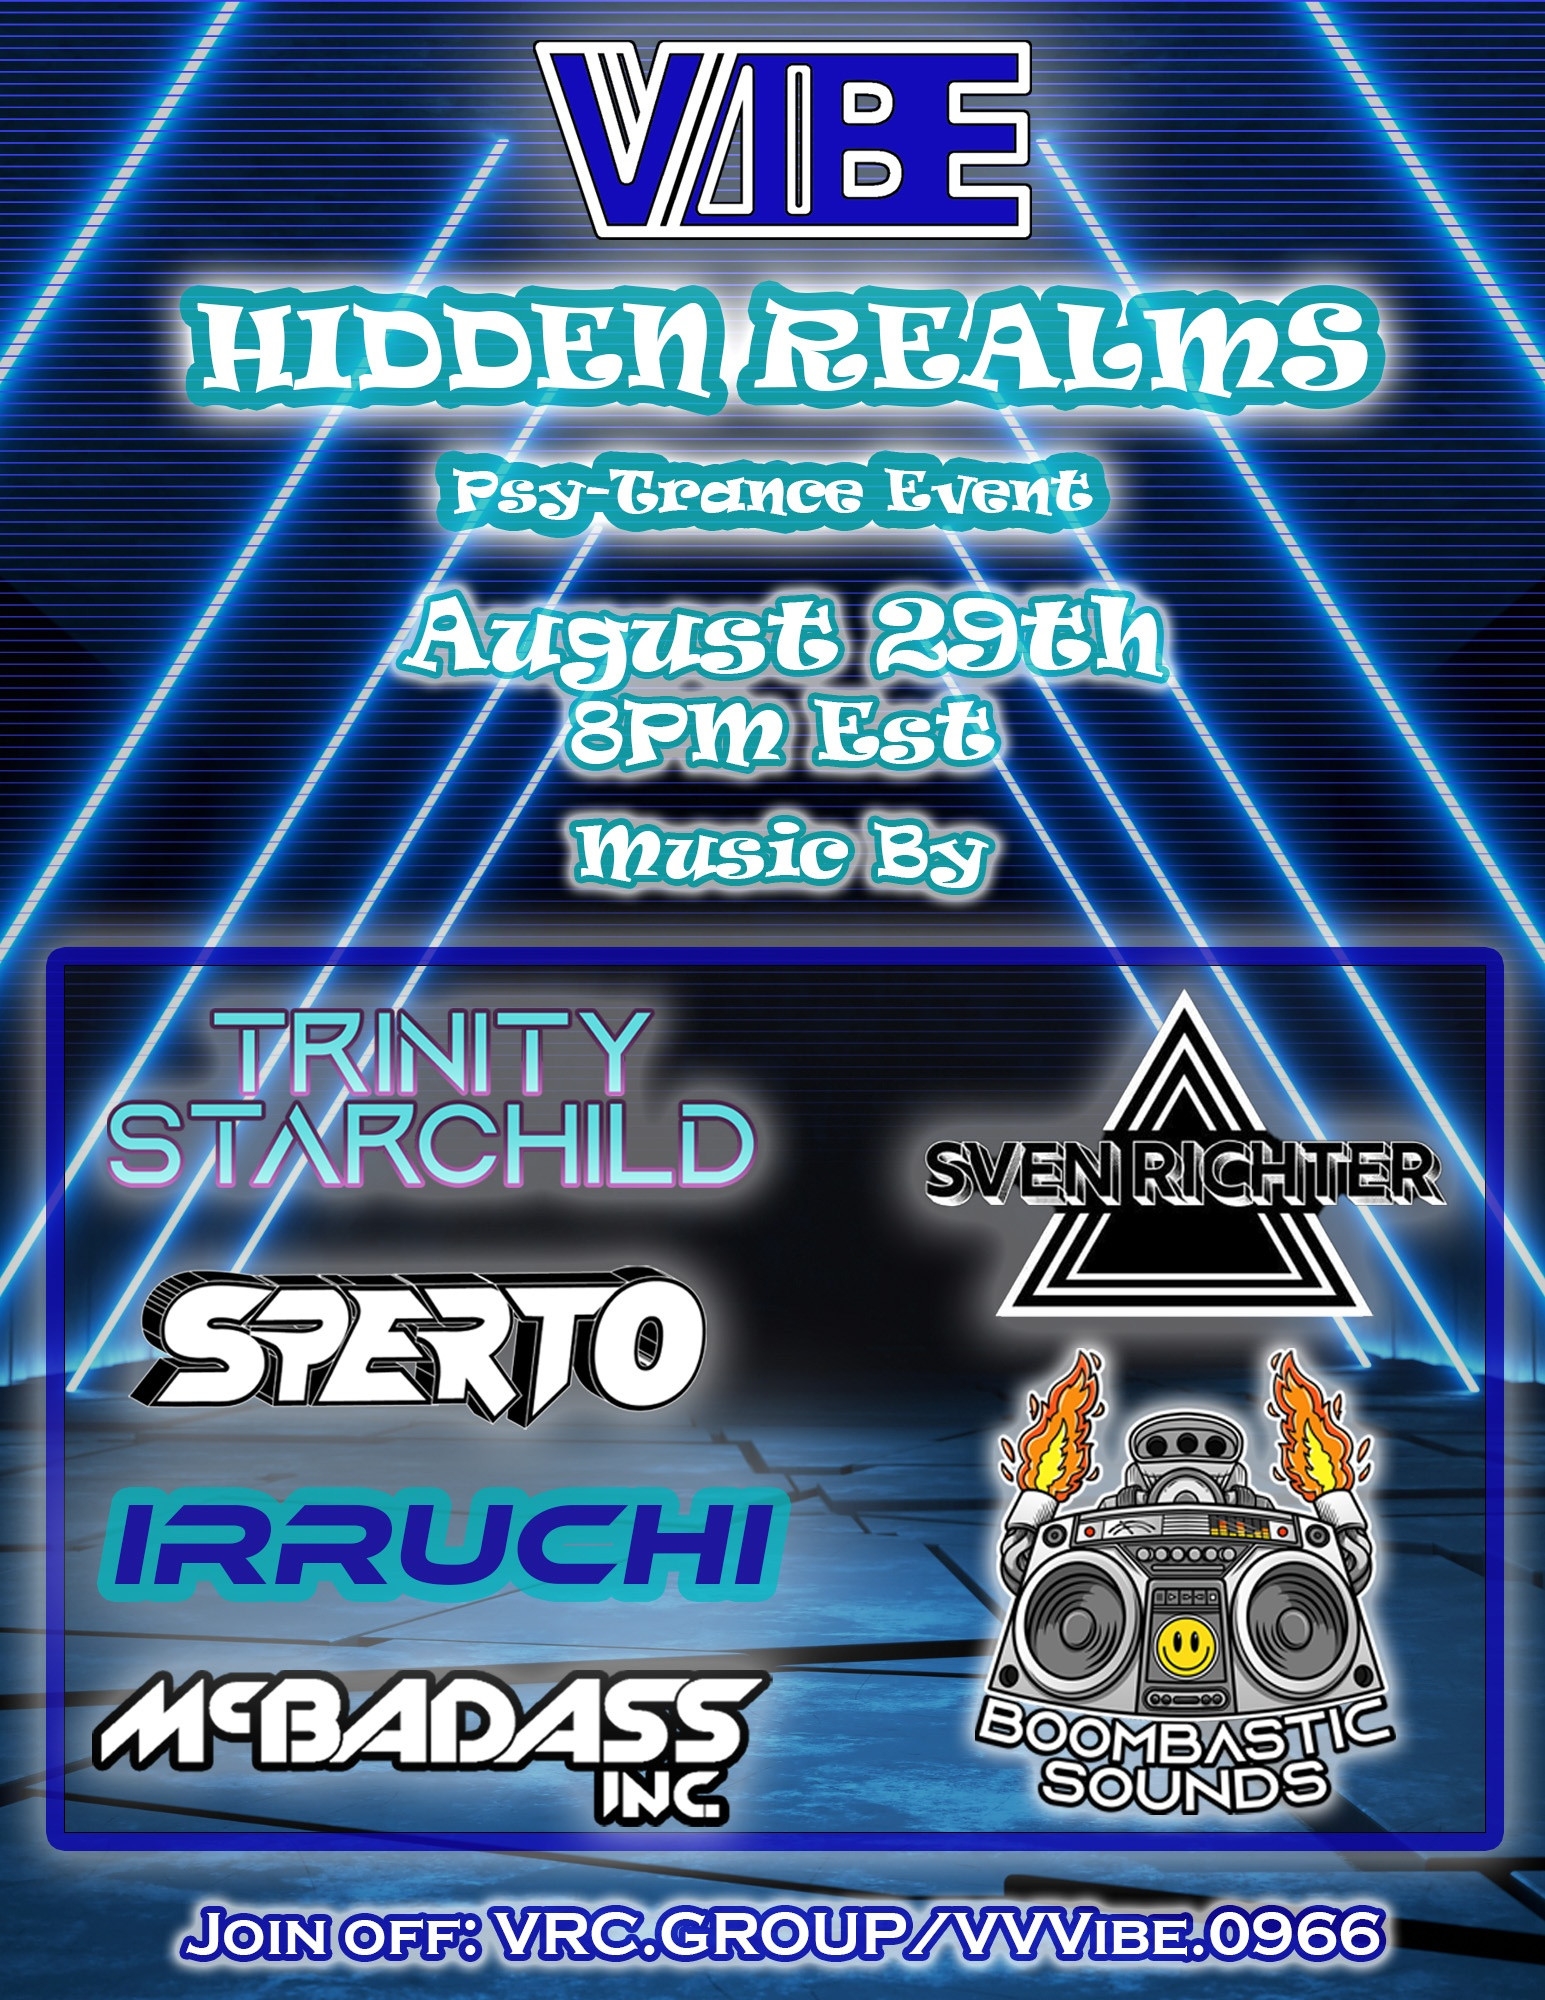 VIBE
HIDDEN REALMS
Psy-Trance Event
August 29th
8PM Est
Music By
TRINITY
STARCHILD
SVEN RICHTER
SPERTO
IRRUCHI
McBADASS
INC.
BOOMBASTIC
SOUNDS
Join off: VRC.GROUP/VVVibe.0966